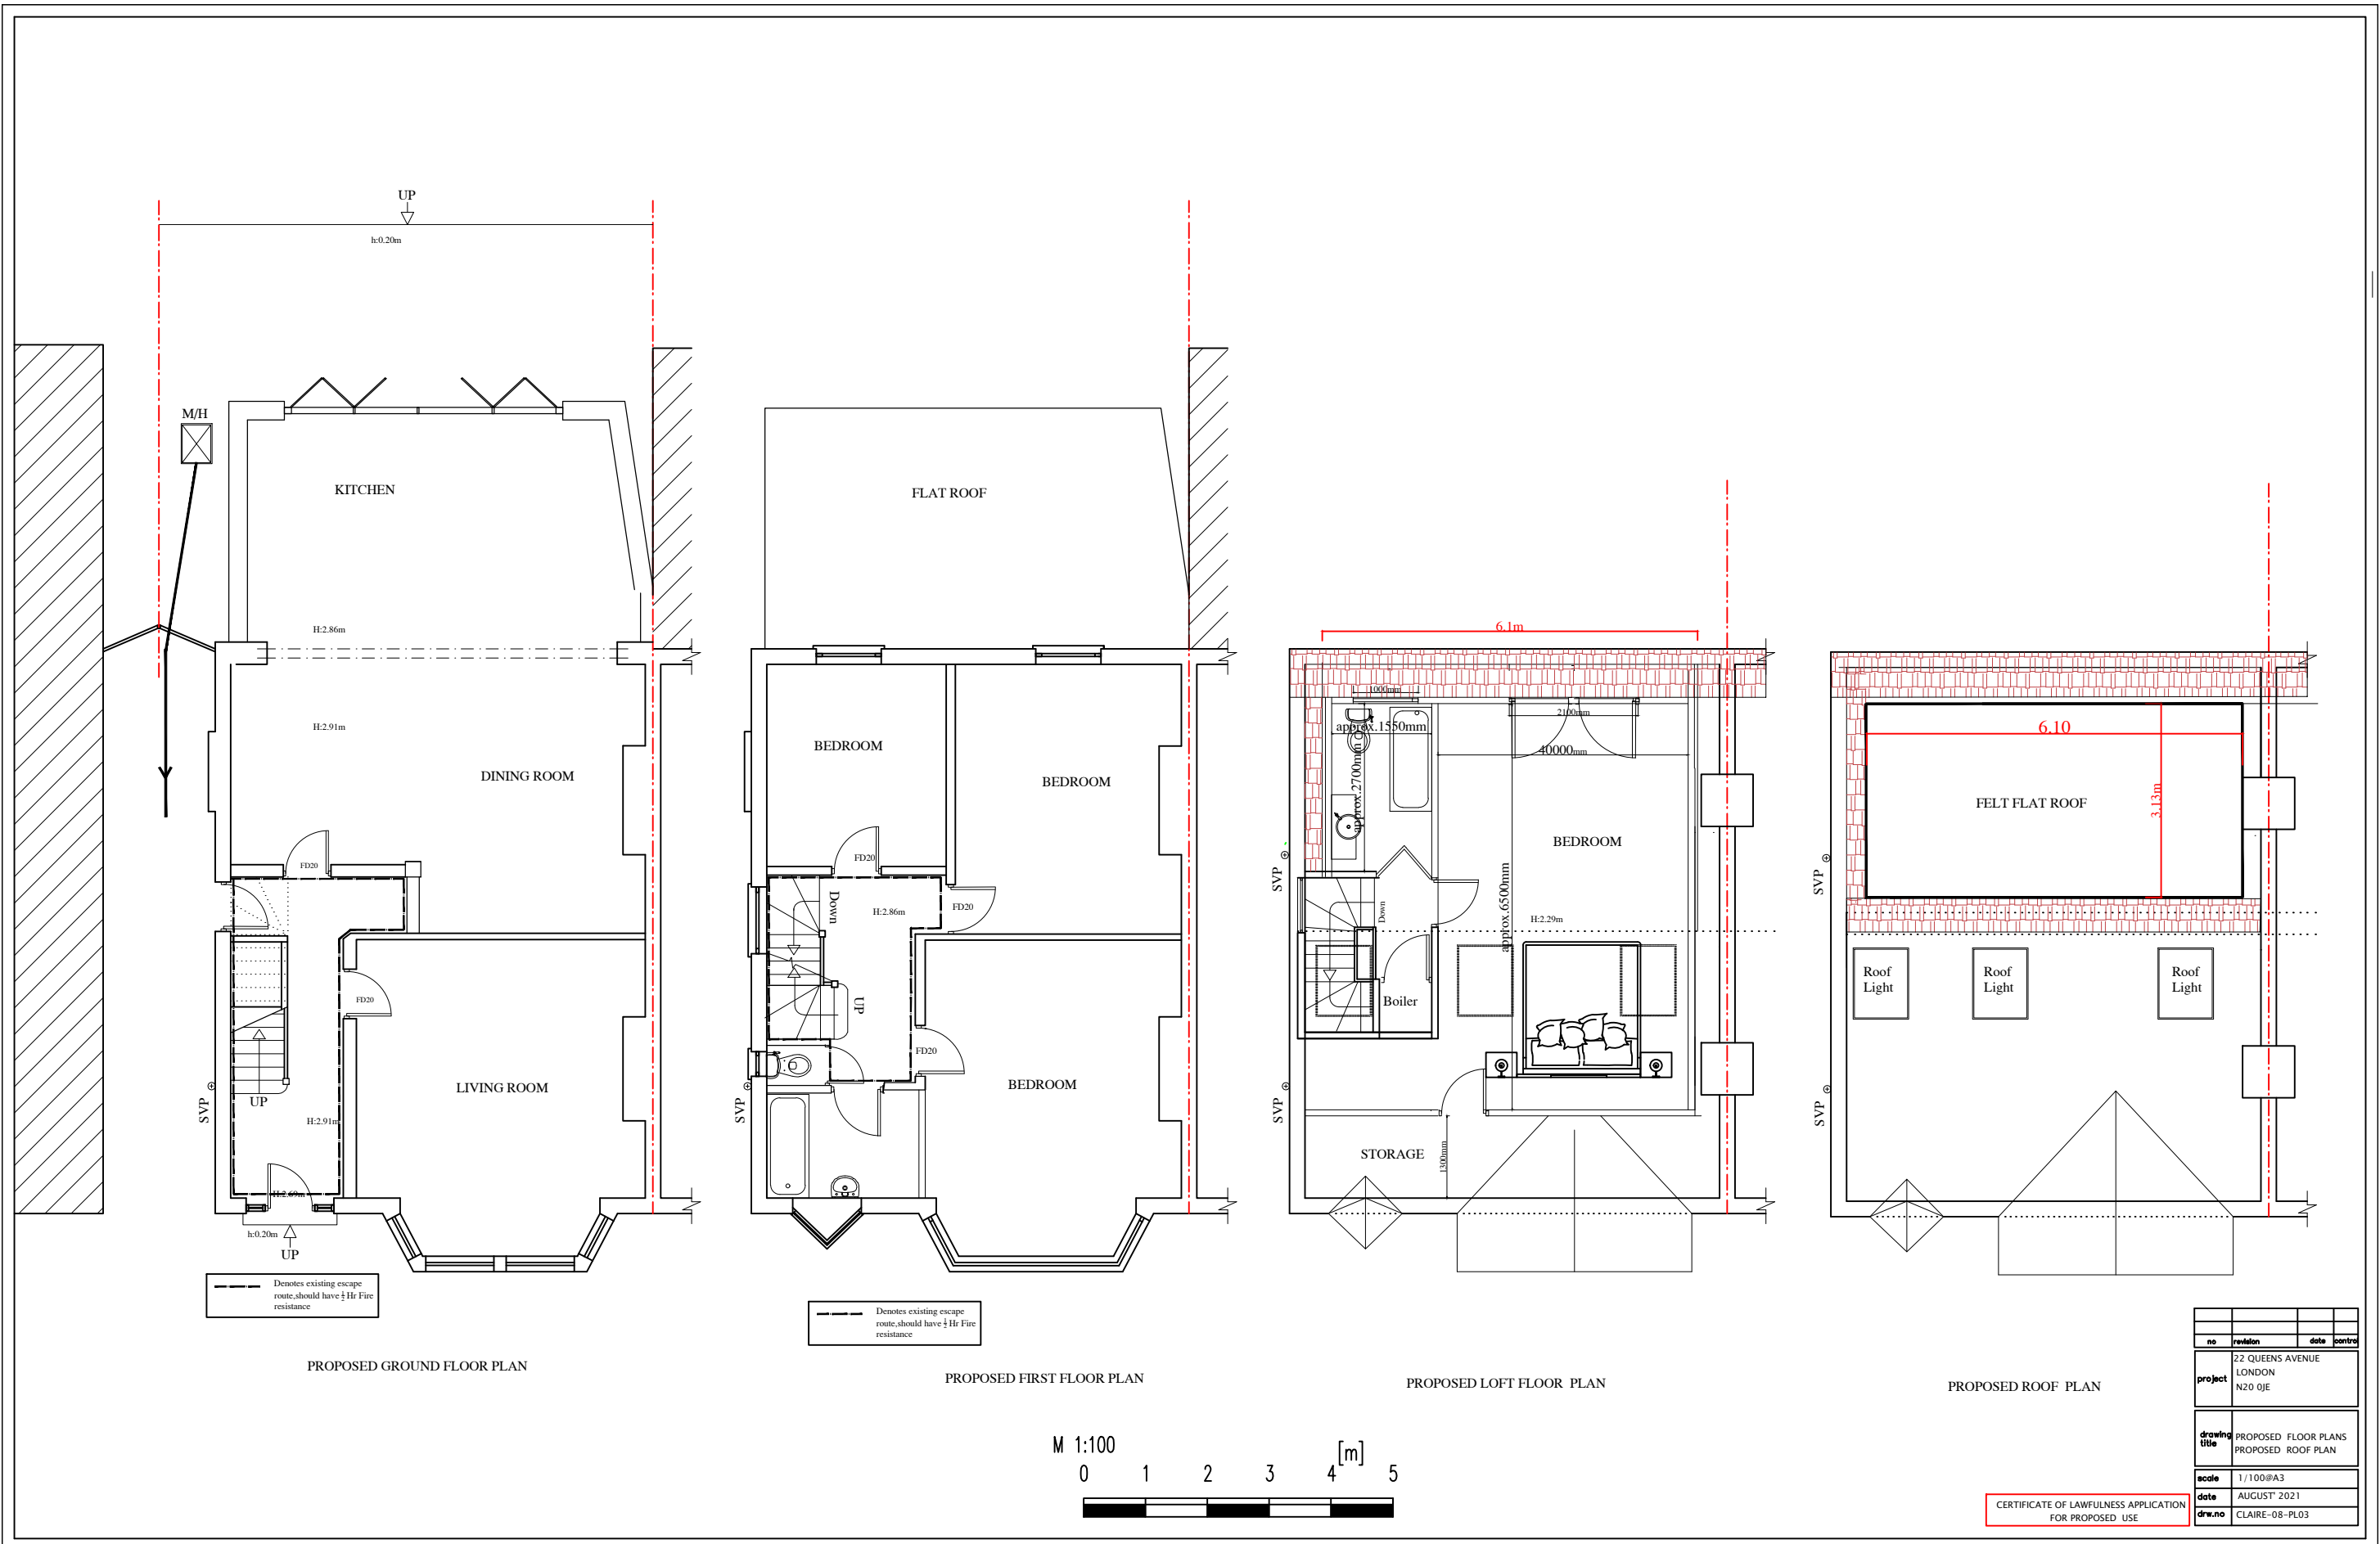 UP
h:0.20m
M/H
KITCHEN
H:2.86m
H:2.91m
DINING ROOM
FD20
FD20
LIVING ROOM
UP
SVP
H:2.91m
H:2.69m
h:0.20m
UP
Denotes existing escape
route,should have ½ Hr Fire
resistance
PROPOSED GROUND FLOOR PLAN
FLAT ROOF
BEDROOM
BEDROOM
FD20
Down
H:2.86m
FD20
UP
FD20
BEDROOM
SVP
Denotes existing escape
route,should have ½ Hr Fire
resistance
PROPOSED FIRST FLOOR PLAN
6.1m
1000mm
2100mm
approx.1550mm
40000mm
approx.2700mm
BEDROOM
SVP
approx.6500mm
Down
H:2.29m
Boiler
SVP
STORAGE
1300mm
PROPOSED LOFT FLOOR PLAN
6.10
3.13m
FELT FLAT ROOF
SVP
Roof
Light
Roof
Light
Roof
Light
SVP
PROPOSED ROOF PLAN
M 1:100
[m]
0 1 2 3 4 5
CERTIFICATE OF LAWFULNESS APPLICATION
FOR PROPOSED USE
no revision date control
project
22 QUEENS AVENUE
LONDON
N20 0JE
drawing
title
PROPOSED FLOOR PLANS
PROPOSED ROOF PLAN
scale 1/100@A3
date AUGUST' 2021
drw.no CLAIRE-08-PL03